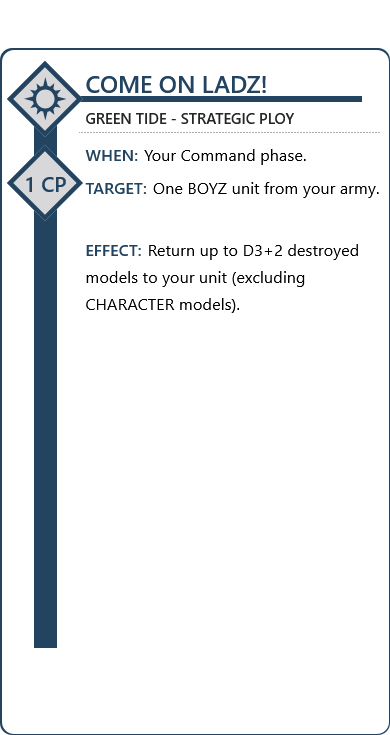 COME ON LADZ!
GREEN TIDE - STRATEGIC PLOY
WHEN: Your Command phase.
1 CP
TARGET: One BOYZ unit from your army.
EFFECT: Return up to D3+2 destroyed
models to your unit (excluding
CHARACTER models).